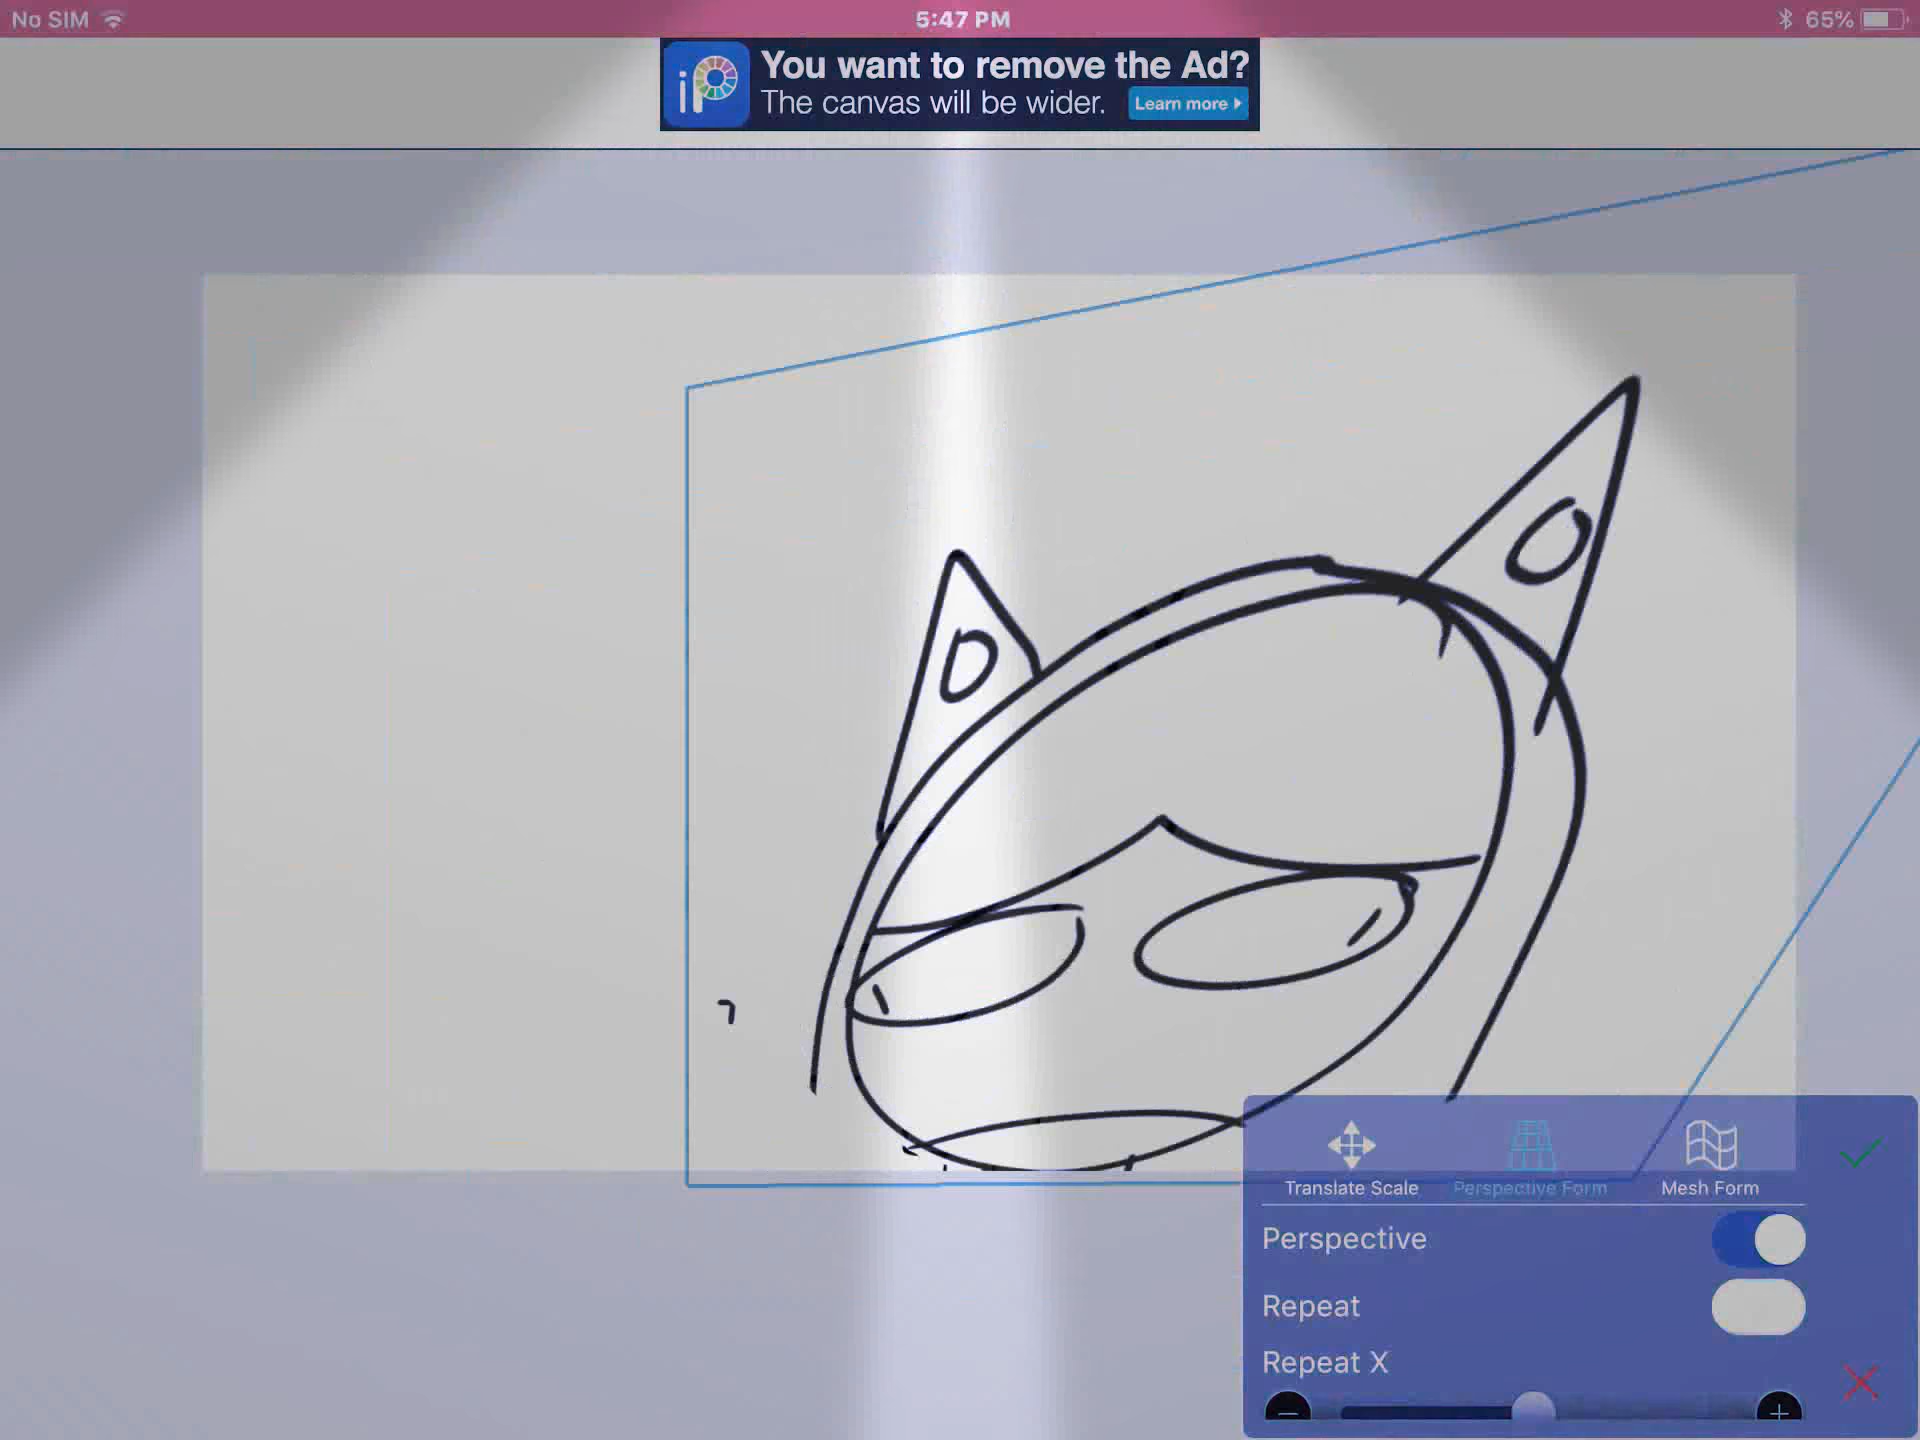 No SIM 5:47 PM 65%
iP
You want to remove the Ad?
The canvas will be wider. Learn more
Translate Scale Perspective Form Mesh Form
Perspective
Repeat
Repeat X